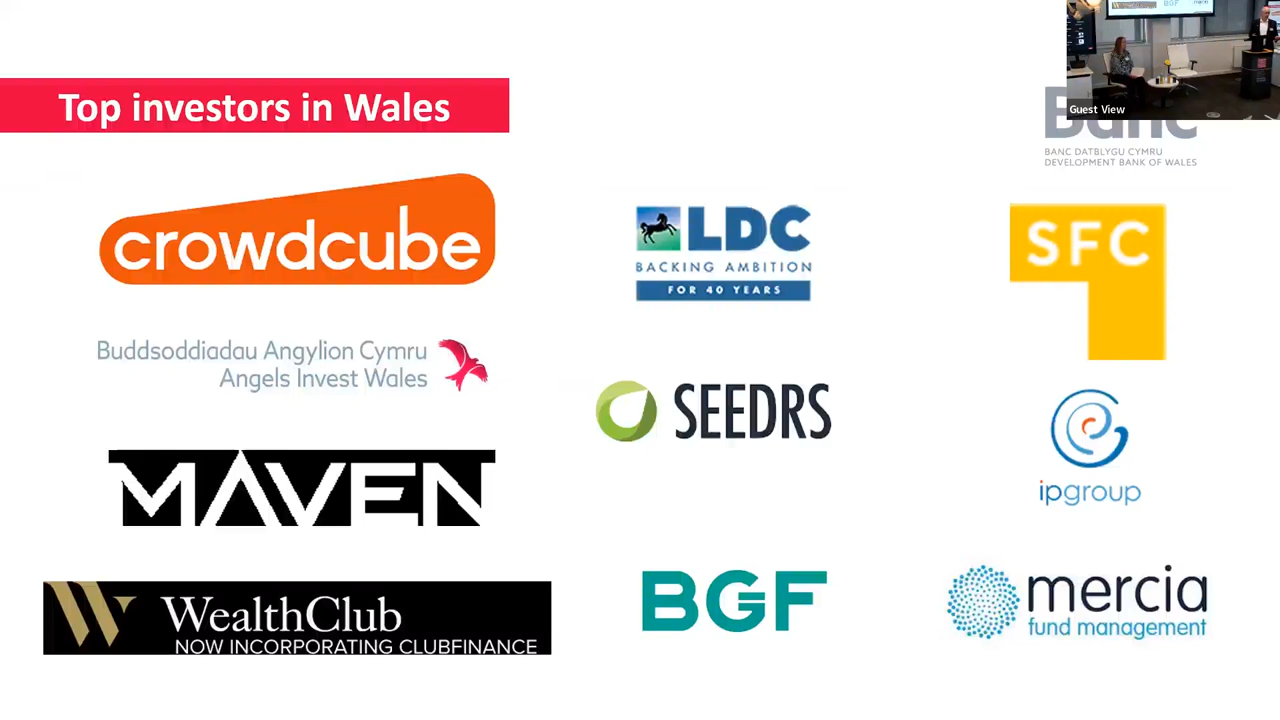 Top investors in Wales
Guest View
Banc
BANC DATBLYGU CYMRU
DEVELOPMENT BANK OF WALES
crowdcube
LDC
BACKING AMBITION
FOR 40 YEARS
SFC
Buddsoddiadau Angylion Cymru
Angels Invest Wales
SEEDRS
ipgroup
MAVEN
WealthClub
NOW INCORPORATING CLUBFINANCE
BGF
mercia
fund management